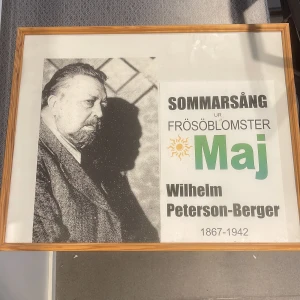 SOMMARSÅNG
UR
FRÖSÖBLOMSTER
Maj
Wilhelm
Peterson-Berger
1867-1942